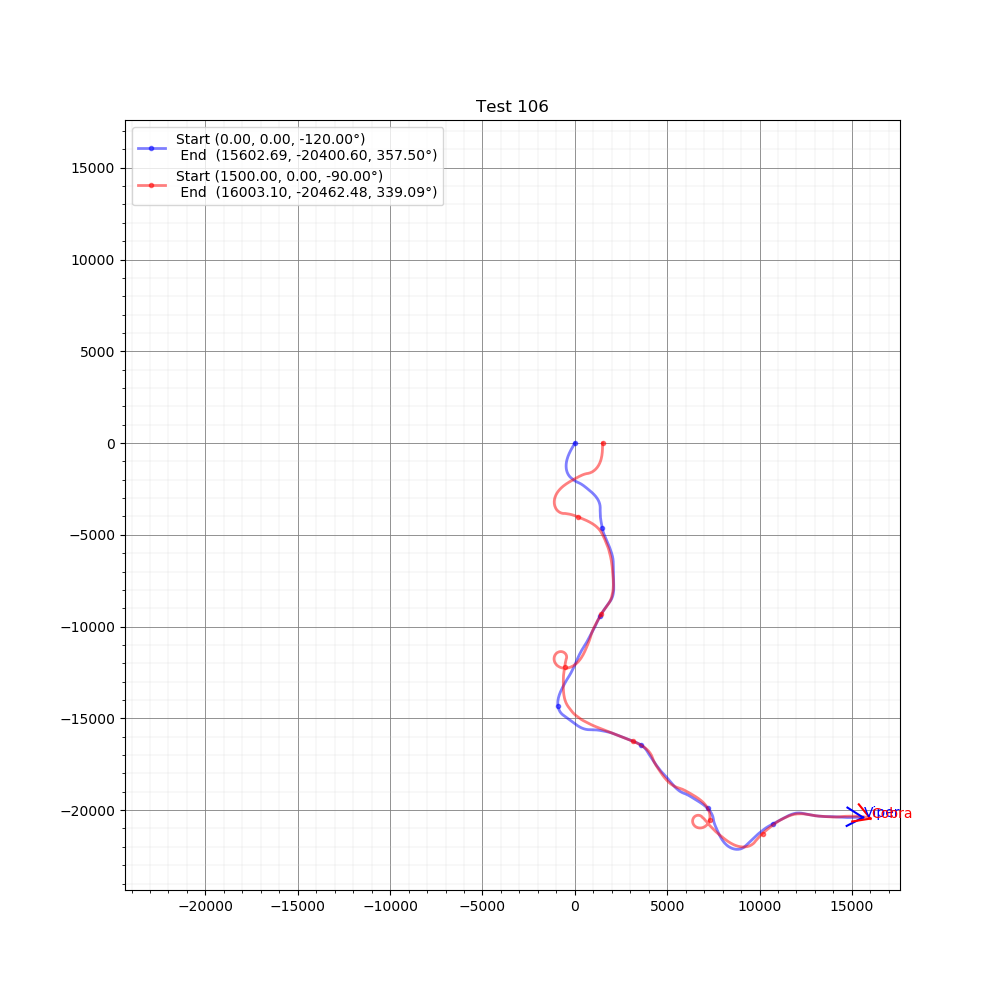 Test 106
Start (0.00, 0.00, -120.00°)
End  (15602.69, -20400.60, 357.50°)
Start (1500.00, 0.00, -90.00°)
End  (16003.10, -20462.48, 339.09°)
15000
10000
5000
0
−5000
−10000
−15000
−20000
Viper
Cobra
−20000 −15000 −10000 −5000 0 5000 10000 15000